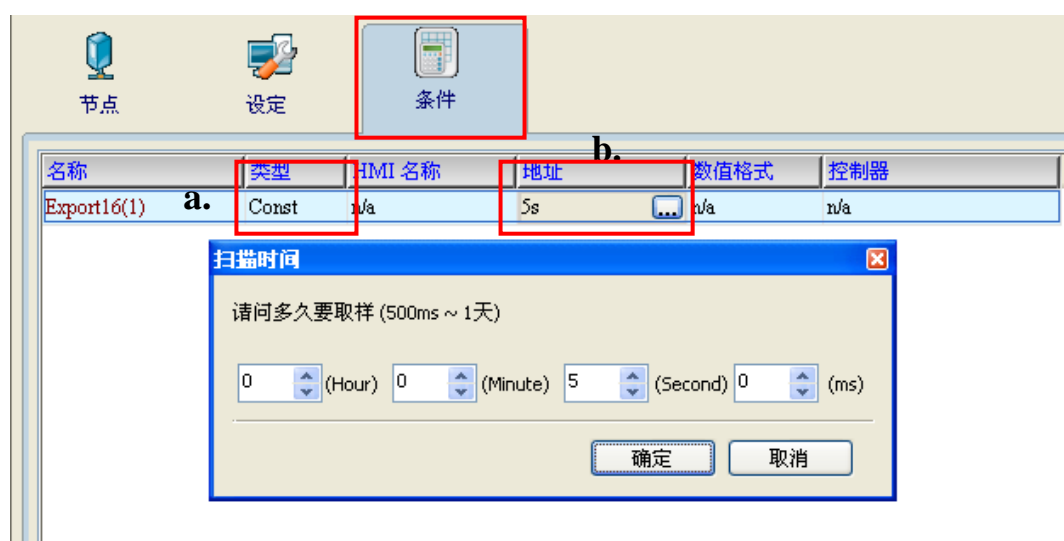 节点 设定 条件
b.
名称 类型 HMI 名称 地址 数值格式 控制器
a.
Export16(1) Const n/a 5s ... n/a n/a
扫描时间
请问多久要取样 (500ms ~ 1天)
0 (Hour) 0 (Minute) 5 (Second) 0 (ms)
确定 取消